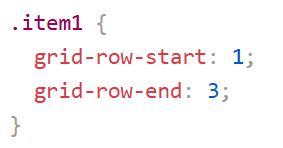 .item1 {
  grid-row-start: 1;
  grid-row-end: 3;
}